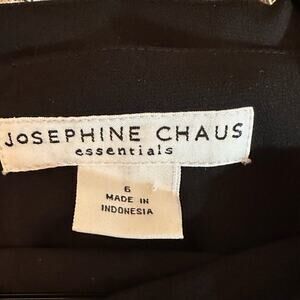 JOSEPHINE CHAUS
essentials
6
MADE IN
INDONESIA